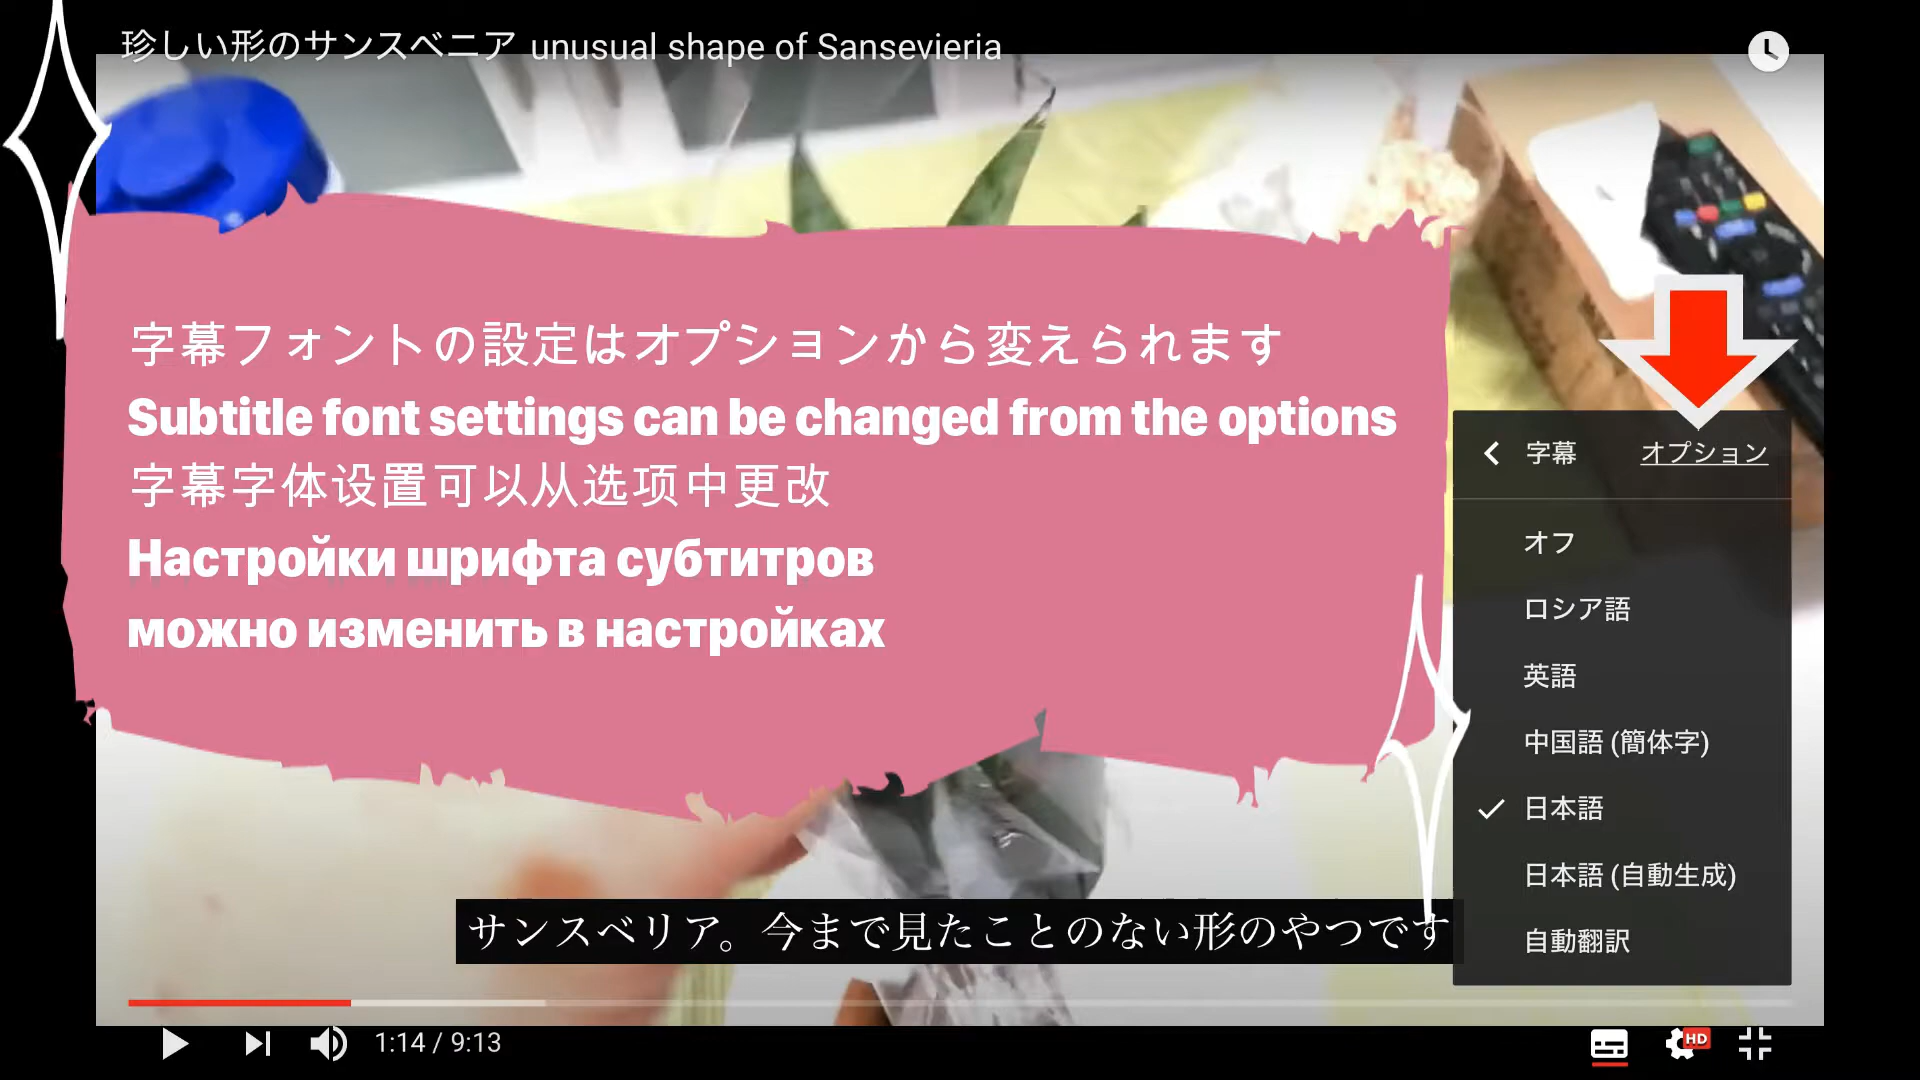 珍しい形のサンスベニア unusual shape of Sansevieria
字幕フォントの設定はオプションから変えられます
Subtitle font settings can be changed from the options
字幕字体设置可以从选项中更改
Настройки шрифта субтитров
можно изменить в настройках
字幕 オプション
オフ
ロシア語
英語
中国語 (簡体字)
日本語
日本語 (自動生成)
自動翻訳
サンスベリア。今まで見たことのない形のやつです
1:14 / 9:13
HD